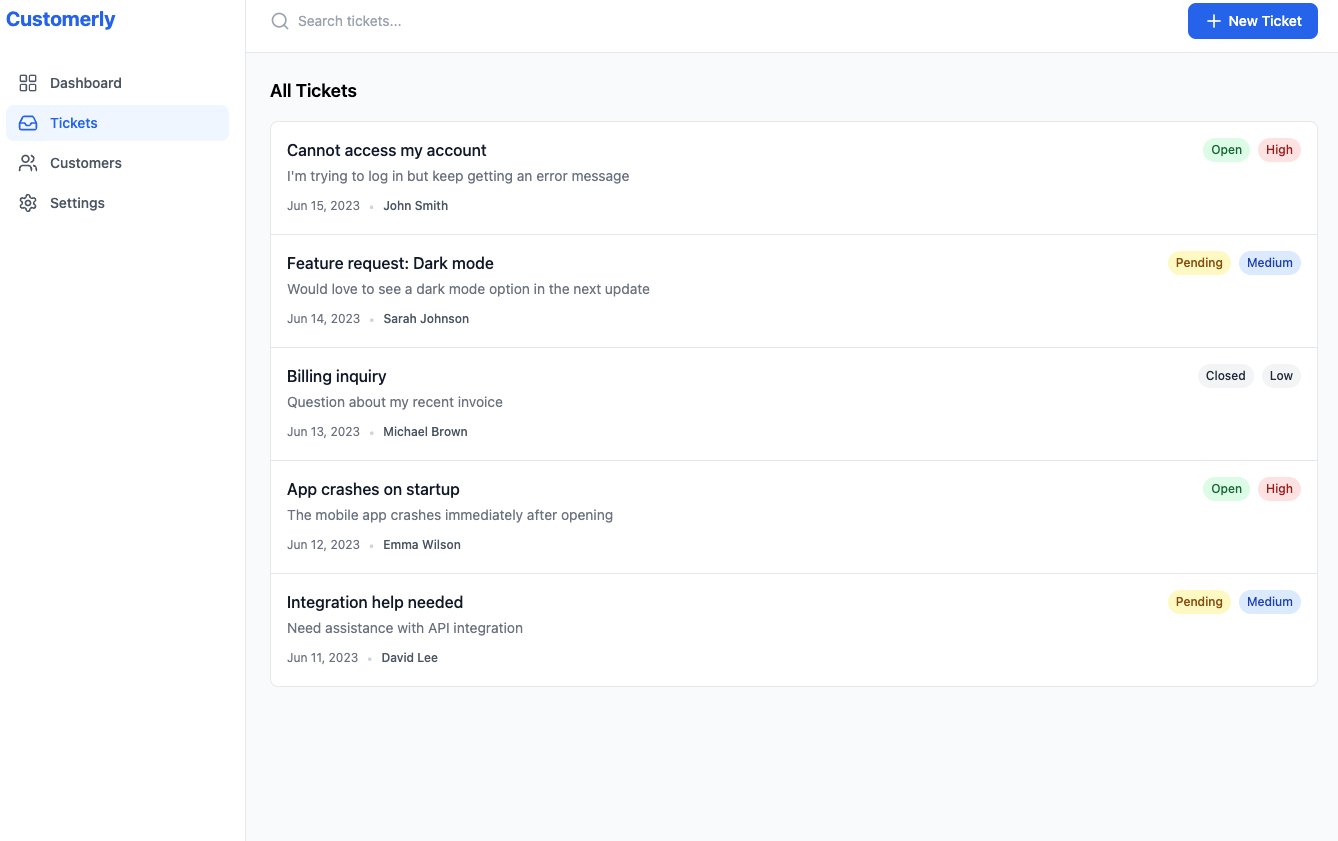 Customerly
Search tickets...
New Ticket
Dashboard
Tickets
Customers
Settings
All Tickets
Cannot access my account
Open High
I'm trying to log in but keep getting an error message
Jun 15, 2023 • John Smith
Feature request: Dark mode
Pending Medium
Would love to see a dark mode option in the next update
Jun 14, 2023 • Sarah Johnson
Billing inquiry
Closed Low
Question about my recent invoice
Jun 13, 2023 • Michael Brown
App crashes on startup
Open High
The mobile app crashes immediately after opening
Jun 12, 2023 • Emma Wilson
Integration help needed
Pending Medium
Need assistance with API integration
Jun 11, 2023 • David Lee